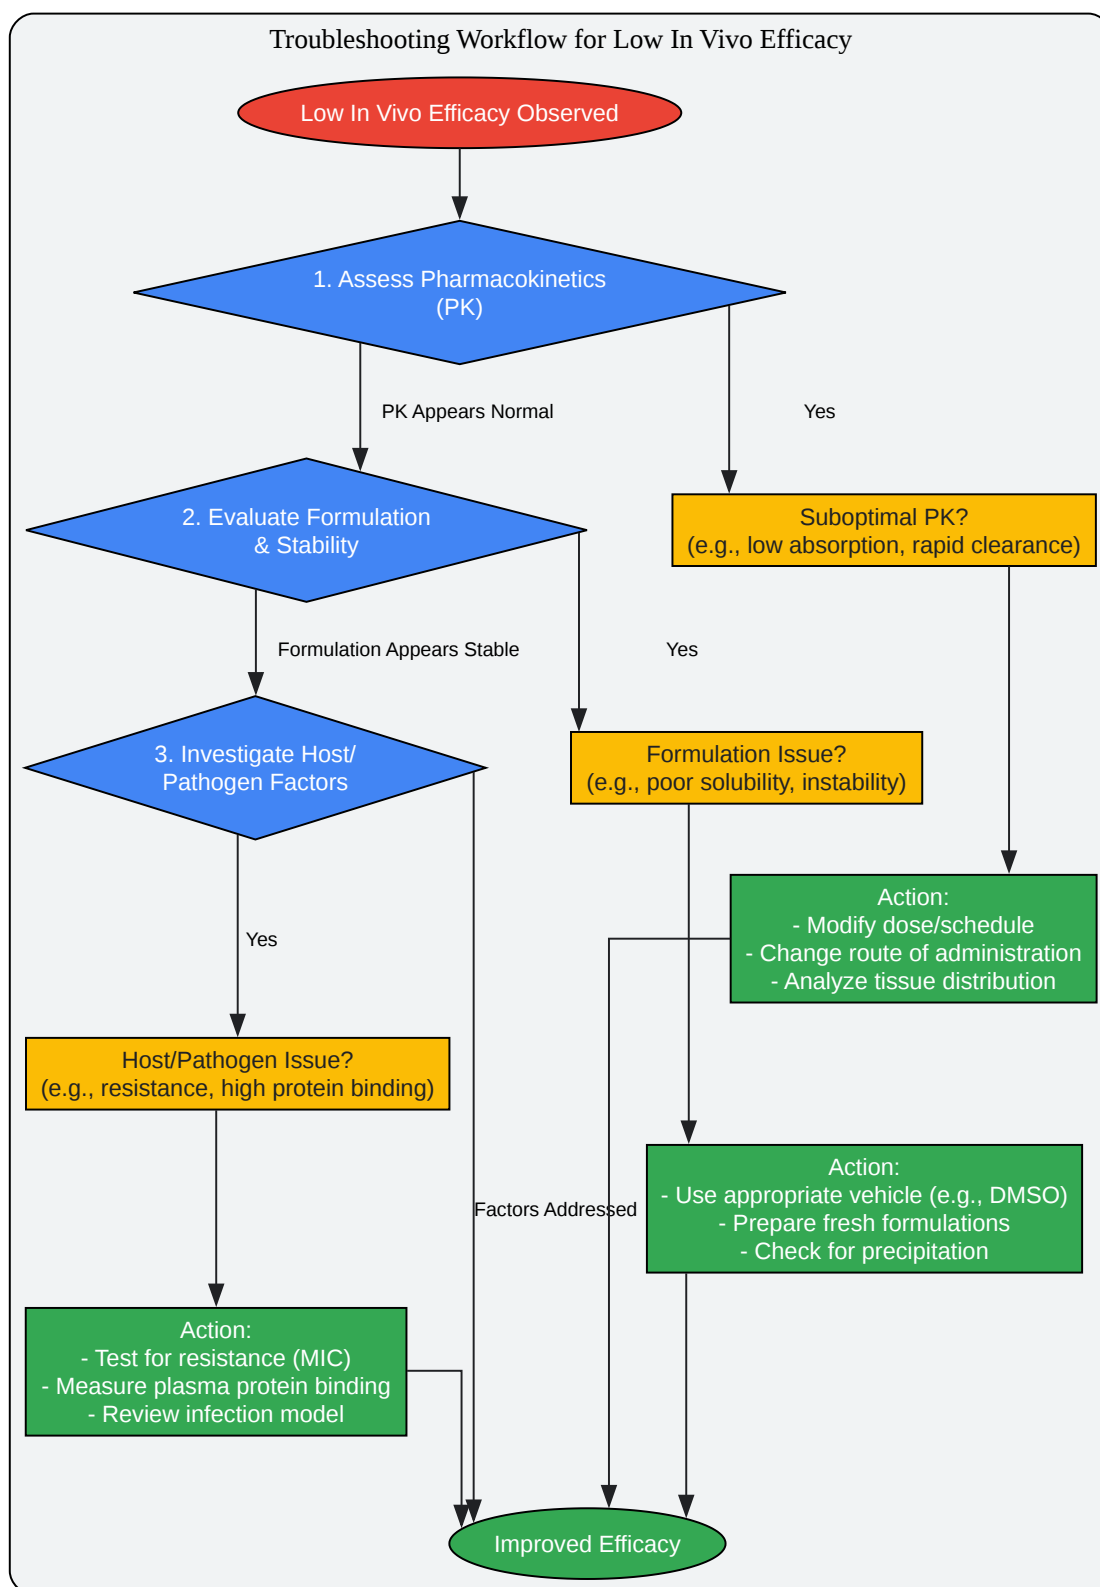 Troubleshooting Workflow for Low In Vivo Efficacy
Low In Vivo Efficacy Observed
1. Assess Pharmacokinetics
(PK)
PK Appears Normal
Yes
2. Evaluate Formulation
& Stability
Suboptimal PK?
(e.g., low absorption, rapid clearance)
Formulation Appears Stable
Yes
3. Investigate Host/
Pathogen Factors
Formulation Issue?
(e.g., poor solubility, instability)
Action:
- Modify dose/schedule
- Change route of administration
- Analyze tissue distribution
Yes
Host/Pathogen Issue?
(e.g., resistance, high protein binding)
Factors Addressed
Action:
- Use appropriate vehicle (e.g., DMSO)
- Prepare fresh formulations
- Check for precipitation
Action:
- Test for resistance (MIC)
- Measure plasma protein binding
- Review infection model
Improved Efficacy